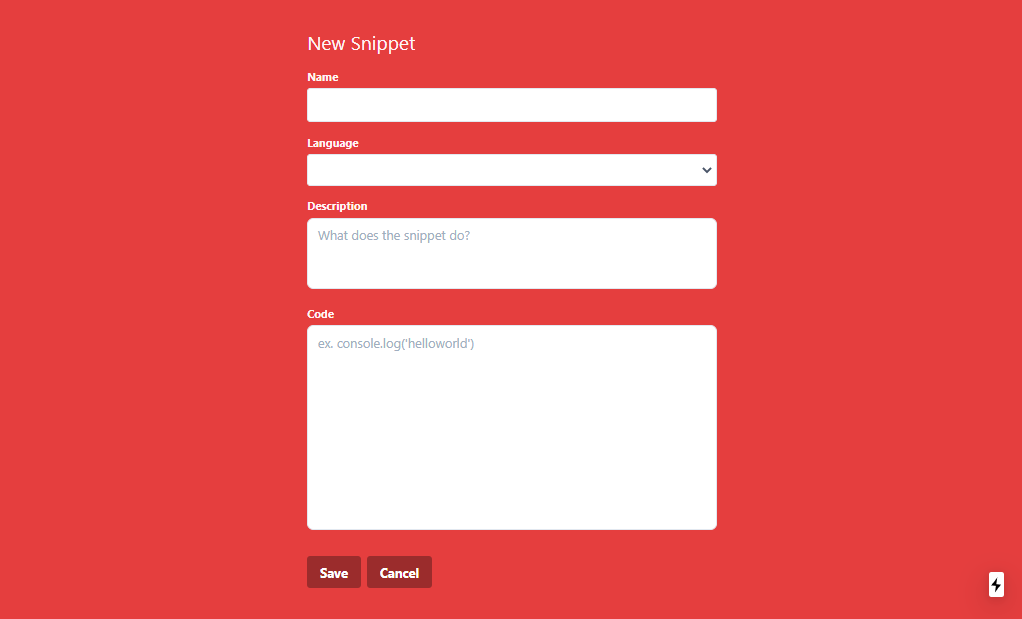 New Snippet
Name
Language
Description
What does the snippet do?
Code
ex. console.log('helloworld')
Save Cancel